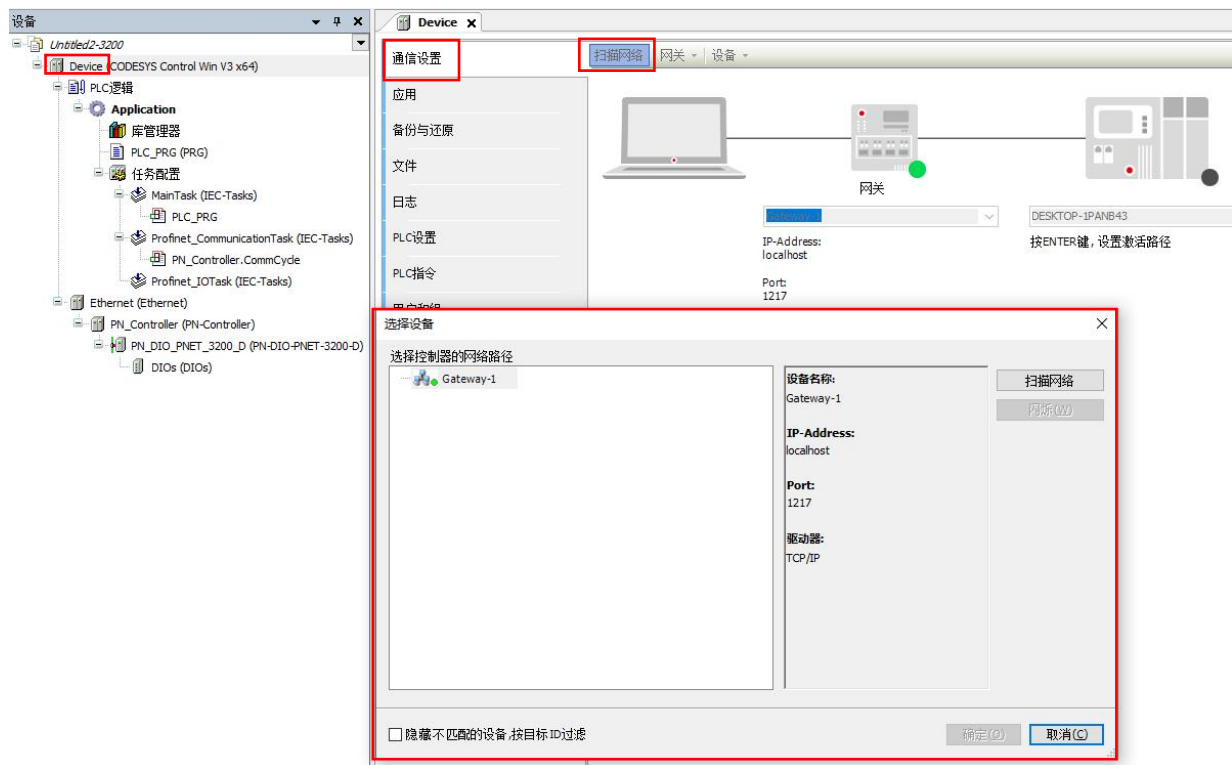 设备
Untitled2-3200
Device (CODESYS Control Win V3 x64)
PLC逻辑
Application
库管理器
PLC_PRG (PRG)
任务配置
MainTask (IEC-Tasks)
PLC_PRG
Profinet_CommunicationTask (IEC-Tasks)
PN_Controller.CommCycle
Profinet_IOTask (IEC-Tasks)
Ethernet (Ethernet)
PN_Controller (PN-Controller)
PN_DIO_PNET_3200_D (PN-DIO-PNET-3200-D)
DIOs (DIOs)
Device
通信设置
应用
备份与还原
文件
日志
PLC设置
PLC指令
用户和组
扫描网络 网关 设备
网关
Gateway-1
IP-Address:
localhost
Port:
1217
DESKTOP-1PANB43
按ENTER键, 设置激活路径
选择设备
选择控制器的网络路径
Gateway-1
设备名称:
Gateway-1
IP-Address:
localhost
Port:
1217
驱动器:
TCP/IP
扫描网络
闪烁(W)
隐藏不匹配的设备,按目标ID过滤
确定(O)
取消(C)